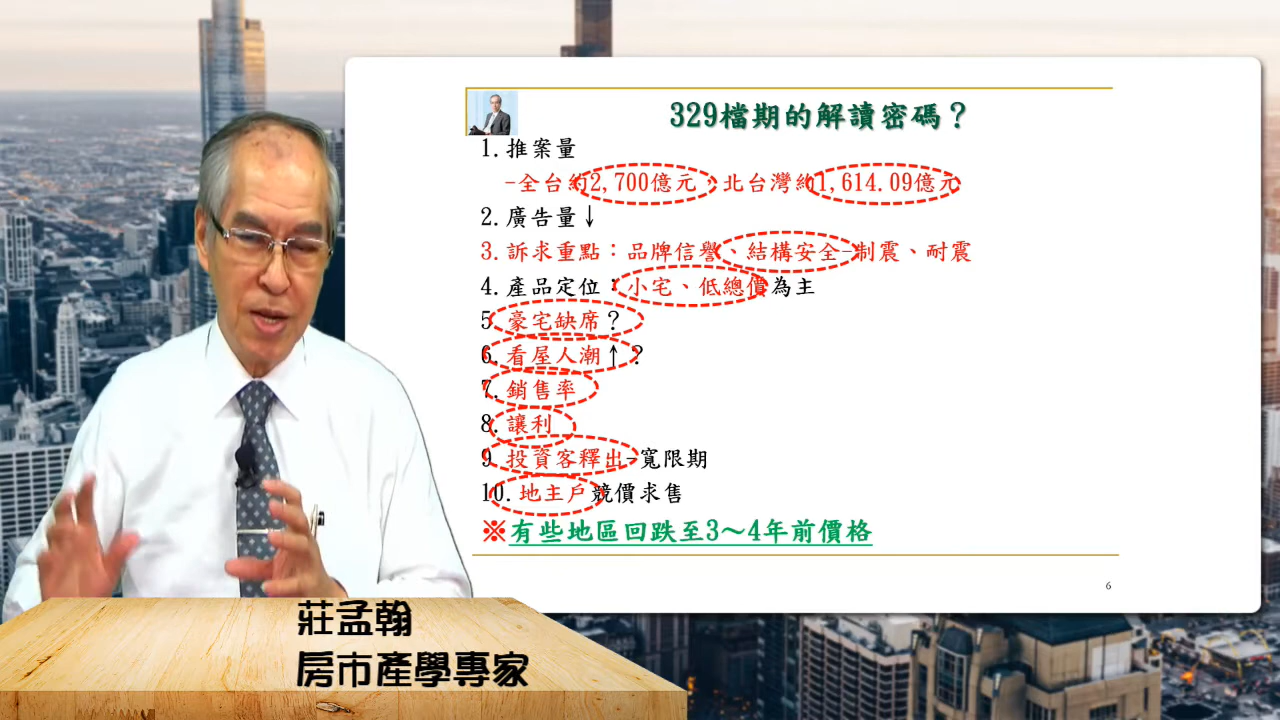 329檔期的解讀密碼？
1.推案量
-全台約2,700億元，北台灣約1,614.09億元
2.廣告量↓
3.訴求重點：品牌信譽、結構安全-制震、耐震
4.產品定位：小宅、低總價為主
5.豪宅缺席？
6.看屋人潮↑？
7.銷售率
8.讓利
9.投資客釋出-寬限期
10.地主戶競價求售
※有些地區回跌至3～4年前價格
6
莊孟翰
房市產學專家